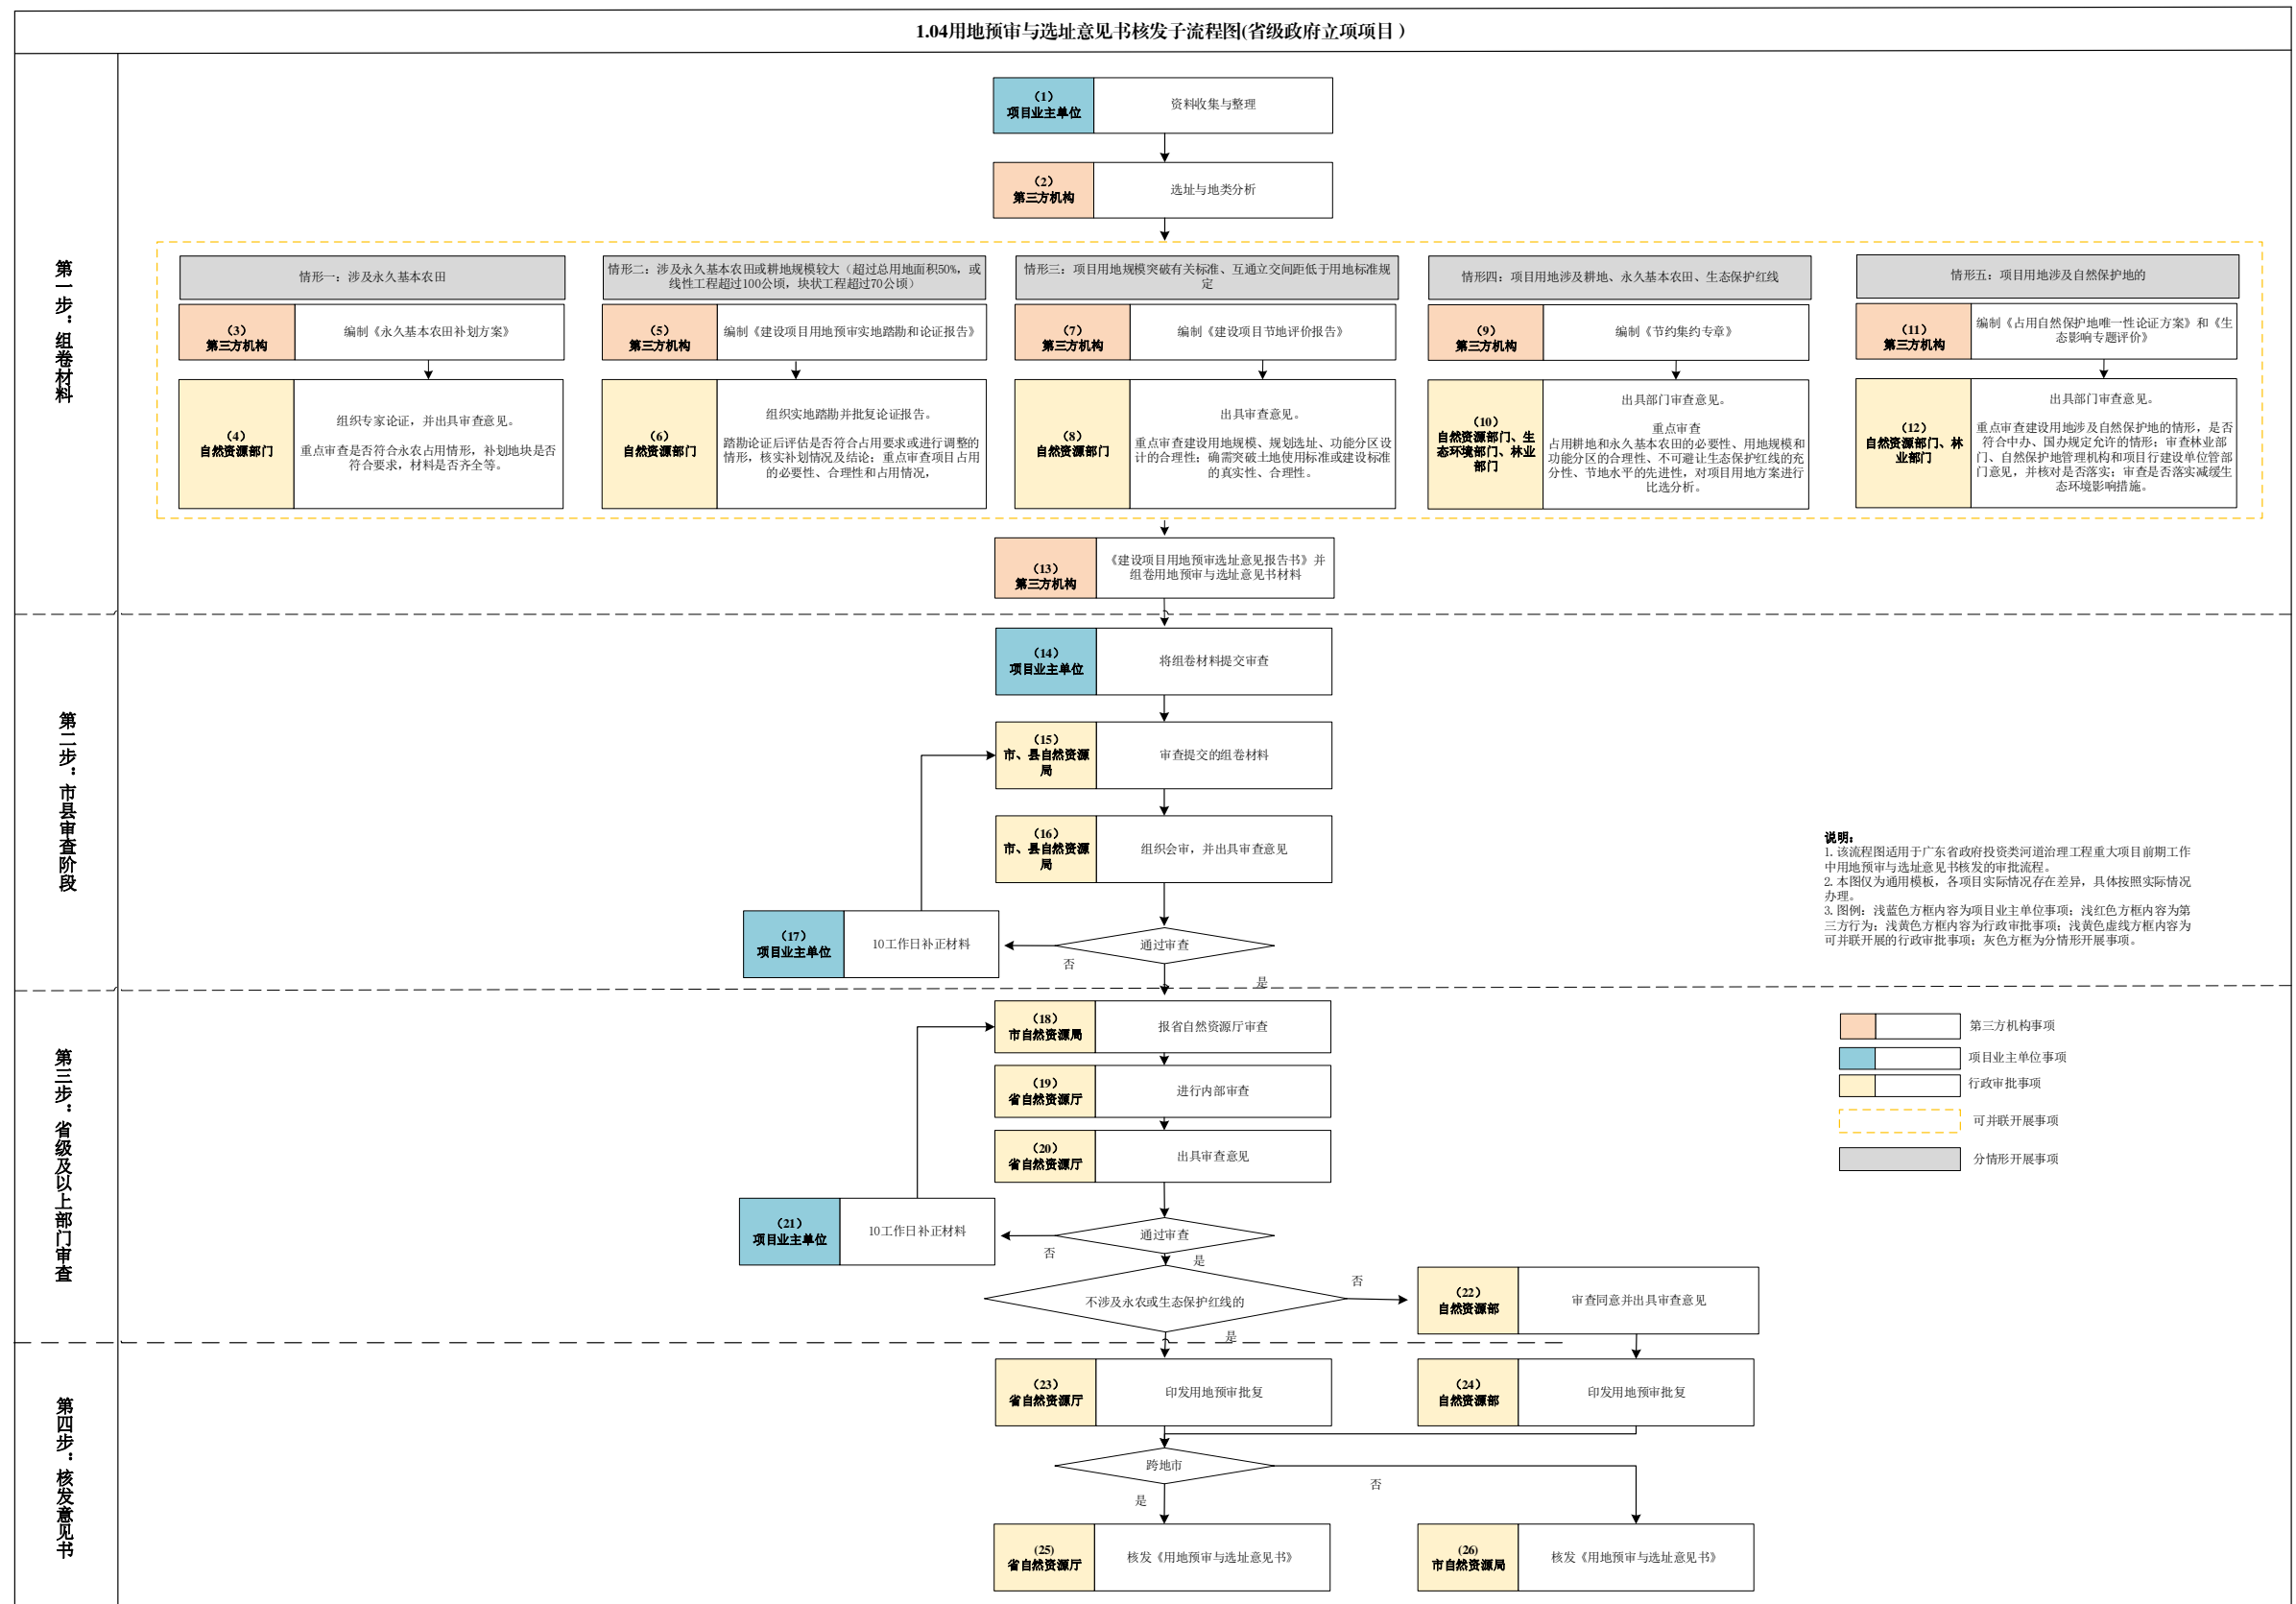 1.04用地预审与选址意见书核发子流程图(省级政府立项项目）
第一步：组卷材料
（1）
项目业主单位
资料收集与整理
（2）
第三方机构
选址与地类分析
情形一：涉及永久基本农田
（3）
第三方机构
编制《永久基本农田补划方案》
（4）
自然资源部门
组织专家论证，并出具审查意见。
重点审查是否符合永农占用情形，补划地块是否
符合要求，材料是否齐全等。
情形二：涉及永久基本农田或耕地规模较大（超过总用地面积50%，或
线性工程超过100公顷，块状工程超过70公顷）
（5）
第三方机构
编制《建设项目用地预审实地踏勘和论证报告》
（6）
自然资源部门
组织实地踏勘并批复论证报告。
踏勘论证后评估是否符合占用要求或进行调整的
情形，核实补划情况及结论；重点审查项目占用
的必要性、合理性和占用情况，
情形三：项目用地规模突破有关标准、互通立交间距低于用地标准规
定
（7）
第三方机构
编制《建设项目节地评价报告》
（8）
自然资源部门
出具审查意见。
重点审查建设用地规模、规划选址、功能分区设
计的合理性；确需突破土地使用标准或建设标准
的真实性、合理性。
情形四：项目用地涉及耕地、永久基本农田、生态保护红线
（9）
第三方机构
编制《节约集约专章》
（10）
自然资源部门、生
态环境部门、林业
部门
出具部门审查意见。
重点审查
占用耕地和永久基本农田的必要性、用地规模和
功能分区的合理性、不可避让生态保护红线的充
分性、节地水平的先进性，对项目用地方案进行
比选分析。
情形五：项目用地涉及自然保护地的
（11）
第三方机构
编制《占用自然保护地唯一性论证方案》和《生
态影响专题评价》
（12）
自然资源部门、林
业部门
出具部门审查意见。
重点审查建设用地涉及自然保护地的情形，是否
符合中办、国办规定允许的情形；审查林业部
门、自然保护地管理机构和项目行建设单位管部
门意见，并核对是否落实；审查是否落实减缓生
态环境影响措施。
（13）
第三方机构
《建设项目用地预审选址意见报告书》并
组卷用地预审与选址意见书材料
第二步：市县审查阶段
（14）
项目业主单位
将组卷材料提交审查
（15）
市、县自然资源
局
审查提交的组卷材料
（16）
市、县自然资源
局
组织会审，并出具审查意见
（17）
项目业主单位
10工作日补正材料
通过审查
否
是
说明：
1. 该流程图适用于广东省政府投资类河道治理工程重大项目前期工作
中用地预审与选址意见书核发的审批流程。
2. 本图仅为通用模板，各项目实际情况存在差异，具体按照实际情况
办理。
3. 图例：浅蓝色方框内容为项目业主单位事项；浅红色方框内容为第
三方行为；浅黄色方框内容为行政审批事项；浅黄色虚线方框内容为
可并联开展的行政审批事项；灰色方框为分情形开展事项。
第三方机构事项
项目业主单位事项
行政审批事项
可并联开展事项
分情形开展事项
第三步：省级及以上部门审查
（18）
市自然资源局
报省自然资源厅审查
（19）
省自然资源厅
进行内部审查
（20）
省自然资源厅
出具审查意见
（21）
项目业主单位
10工作日补正材料
通过审查
否
是
不涉及永农或生态保护红线的
否
是
（22）
自然资源部
审查同意并出具审查意见
第四步：核发意见书
（23）
省自然资源厅
印发用地预审批复
（24）
自然资源部
印发用地预审批复
跨地市
是
否
(25)
省自然资源厅
核发《用地预审与选址意见书》
(26)
市自然资源局
核发《用地预审与选址意见书》